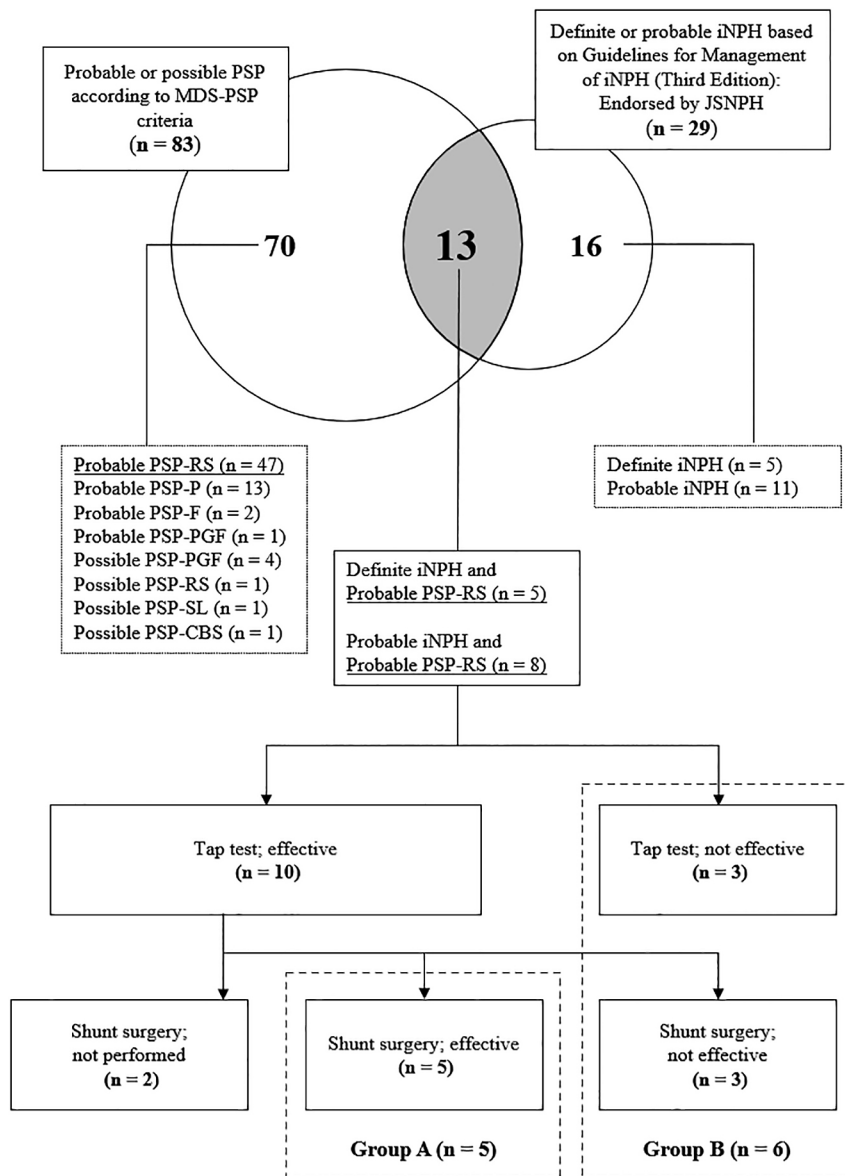 Probable or possible PSP
according to MDS-PSP
criteria
(n = 83)
Definite or probable iNPH based
on Guidelines for Management
of iNPH (Third Edition):
Endorsed by JSNPH
(n = 29)
70
13
16
Probable PSP-RS (n = 47)
Probable PSP-P (n = 13)
Probable PSP-F (n = 2)
Probable PSP-PGF (n = 1)
Possible PSP-PGF (n = 4)
Possible PSP-RS (n = 1)
Possible PSP-SL (n = 1)
Possible PSP-CBS (n = 1)
Definite iNPH (n = 5)
Probable iNPH (n = 11)
Definite iNPH and
Probable PSP-RS (n = 5)
Probable iNPH and
Probable PSP-RS (n = 8)
Tap test; effective
(n = 10)
Tap test; not effective
(n = 3)
Shunt surgery;
not performed
(n = 2)
Shunt surgery; effective
(n = 5)
Shunt surgery;
not effective
(n = 3)
Group A (n = 5)
Group B (n = 6)